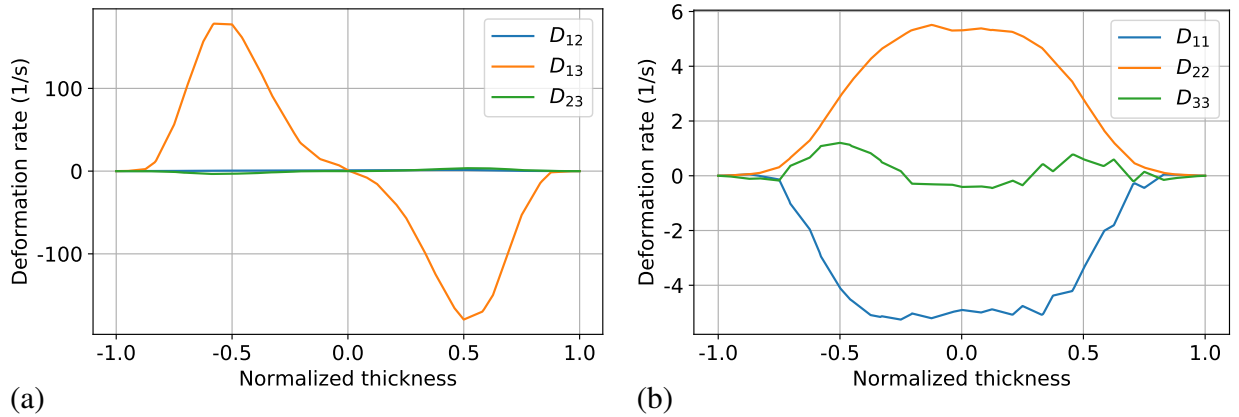 Deformation rate (1/s)
100
0
-100
-1.0
-0.5
0.0
0.5
1.0
Normalized thickness
D12
D13
D23
(a)
Deformation rate (1/s)
6
4
2
0
-2
-4
-1.0
-0.5
0.0
0.5
1.0
Normalized thickness
D11
D22
D33
(b)